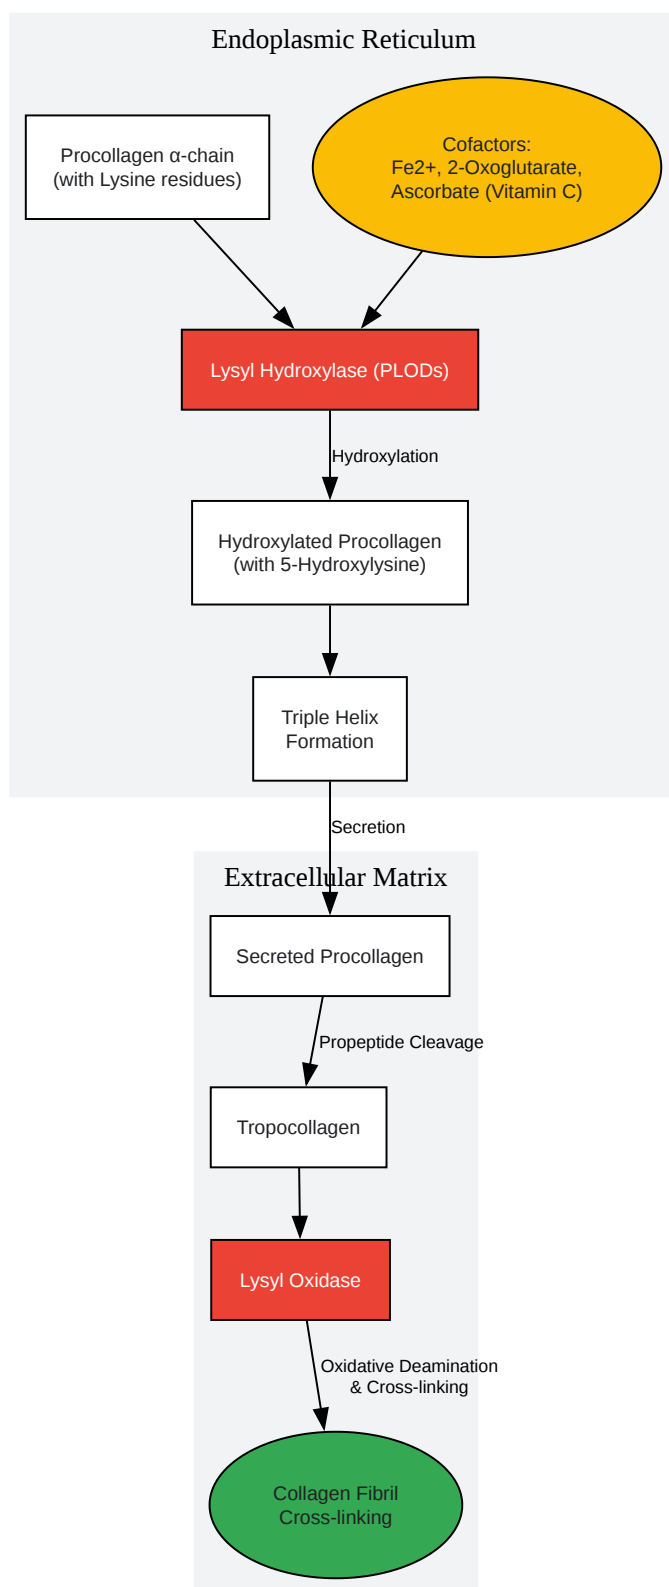 Endoplasmic Reticulum
Procollagen α-chain
(with Lysine residues)
Cofactors:
Fe2+, 2-Oxoglutarate,
Ascorbate (Vitamin C)
Lysyl Hydroxylase (PLODs)
Hydroxylation
Hydroxylated Procollagen
(with 5-Hydroxylysine)
Triple Helix
Formation
Secretion
Extracellular Matrix
Secreted Procollagen
Propeptide Cleavage
Tropocollagen
Lysyl Oxidase
Oxidative Deamination
& Cross-linking
Collagen Fibril
Cross-linking